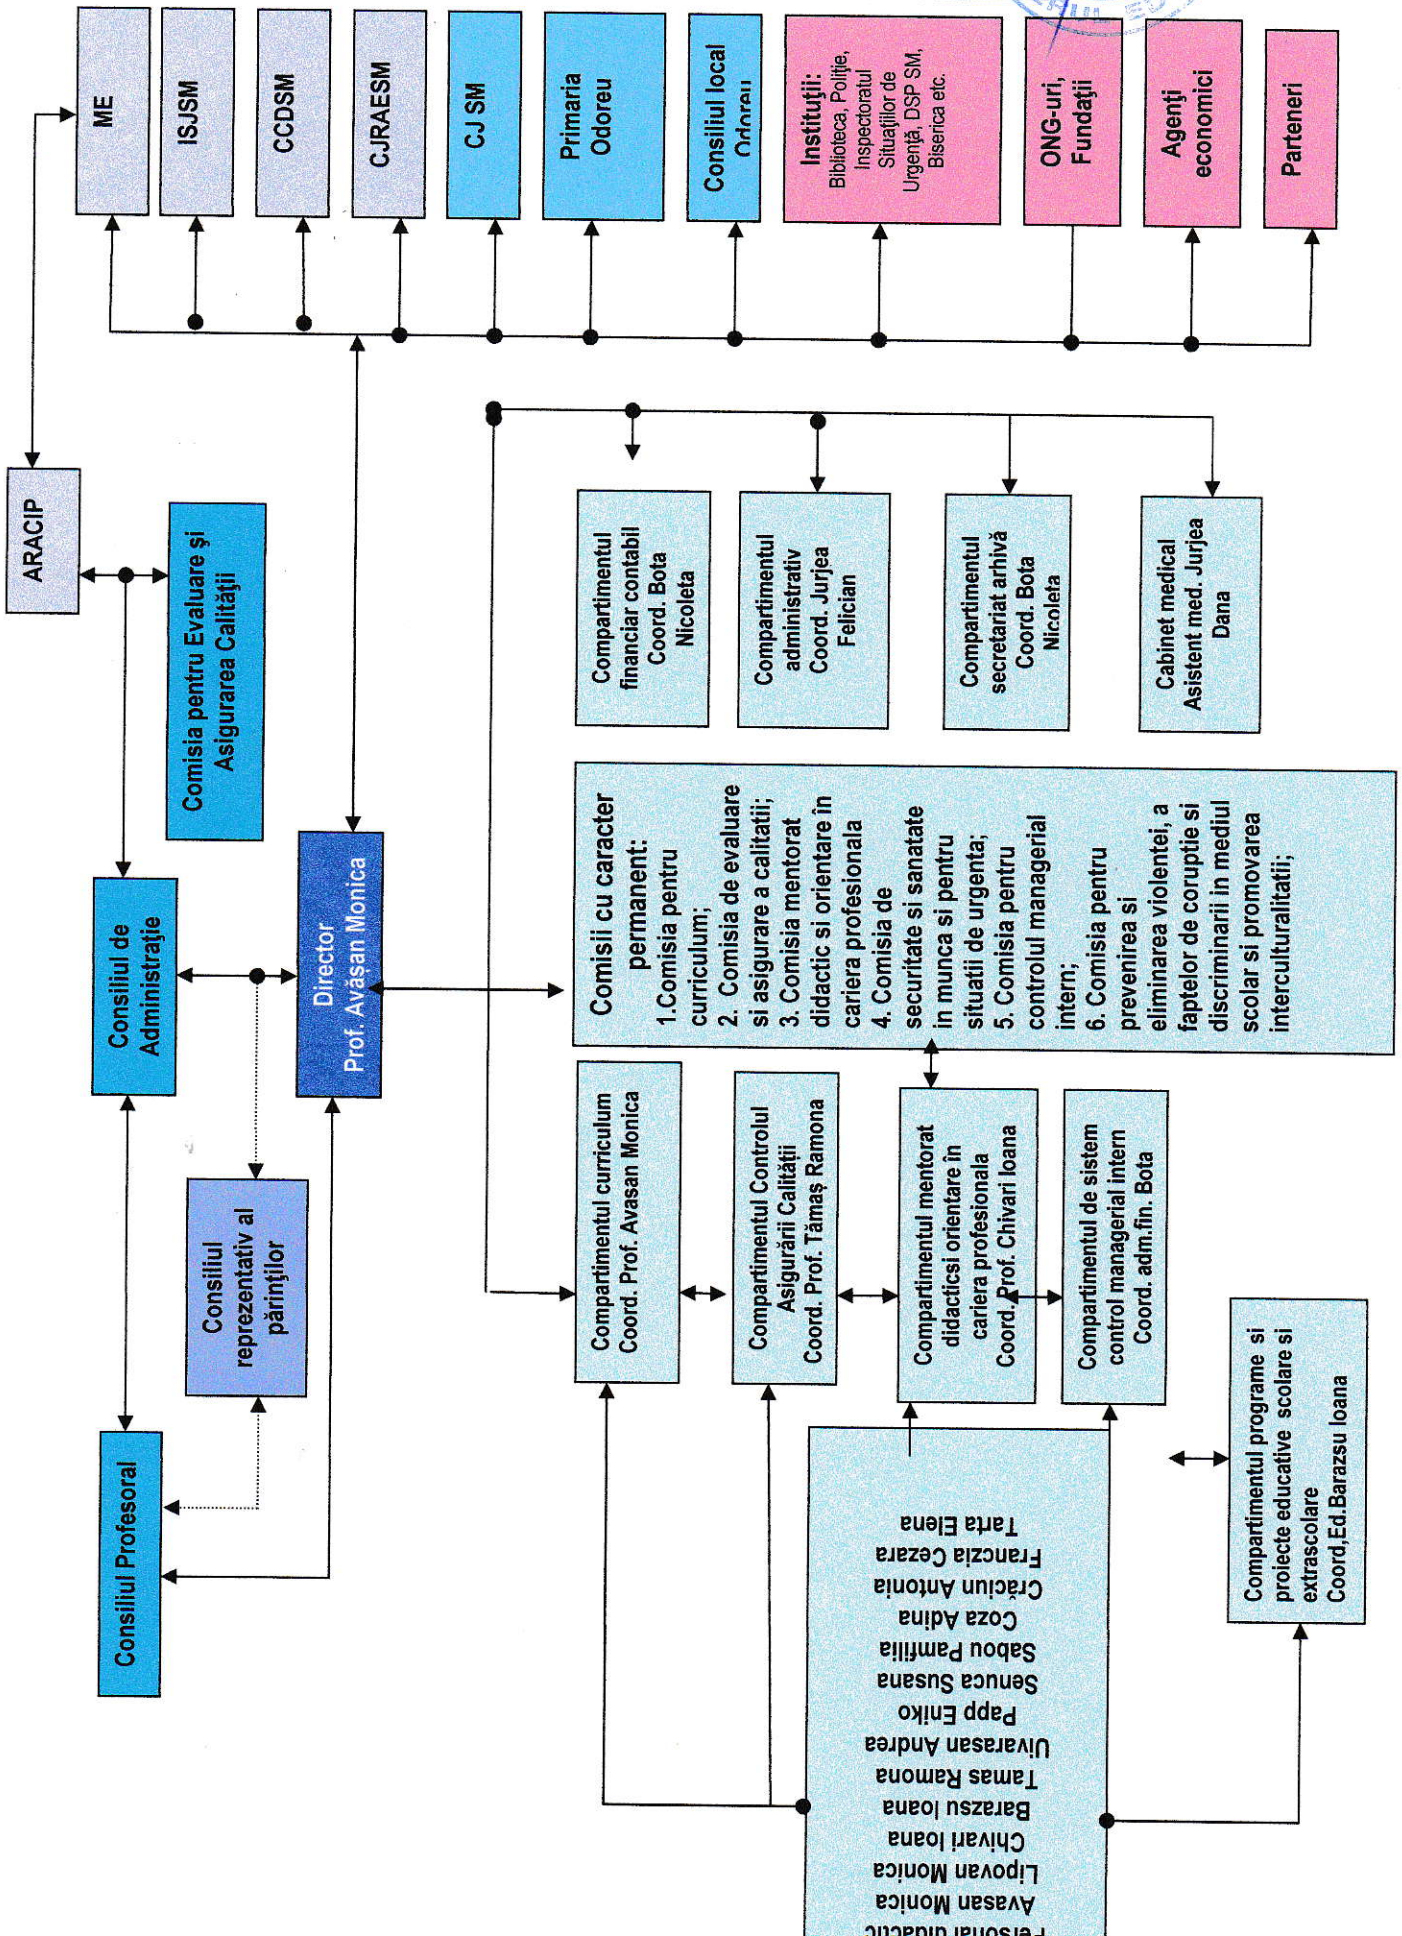 ARACIP
ME
ISJSM
CCDSM
CJRAESM
CJ SM
Primaria
Odoreu
Consiliul local
Odoreu
Instituţii:
Biblioteca, Poliţie,
Inspectoratul
Situaţiilor de
Urgenţă, DSP SM,
Biserica etc.
ONG-uri,
Fundaţii
Agenţi
economici
Parteneri
Comisia pentru Evaluare şi
Asigurarea Calităţii
Consiliul de
Administraţie
Consiliul Profesoral
Consiliul
reprezentativ al
părinţilor
Director
Prof. Avășan Monica
Compartimentul
financiar contabil
Coord. Bota
Nicoleta
Compartimentul
administrativ
Coord. Jurjea
Felician
Compartimentul
secretariat arhivă
Coord. Bota
Nicoleta
Cabinet medical
Asistent med. Jurjea
Dana
Comisii cu caracter
permanent:
1.Comisia pentru
curriculum;
2. Comisia de evaluare
si asigurare a calitatii;
3. Comisia mentorat
didactic si orientare în
cariera profesionala
4. Comisia de
securitate si sanatate
in munca si pentru
situatii de urgenta;
5. Comisia pentru
controlul managerial
intern;
6. Comisia pentru
prevenirea si
eliminarea violentei, a
faptelor de coruptie si
discriminarii in mediul
scolar si promovarea
interculturalitatii;
Compartimentul curriculum
Coord. Prof. Avasan Monica
Compartimentul Controlul
Asigurării Calităţii
Coord. Prof. Tămaș Ramona
Compartimentul mentorat
didacticsi orientare în
cariera profesionala
Coord. Prof. Chivari Ioana
Compartimentul de sistem
control managerial intern
Coord. adm.fin. Bota
Compartimentul programe si
proiecte educative scolare si
extrascolare
Coord,Ed.Barazsu Ioana
Personal didactic
Avasan Monica
Lipovan Monica
Chivari Ioana
Barazsu Ioana
Tamas Ramona
Uivarasan Andrea
Papp Eniko
Senuca Susana
Sabou Pamfilia
Coza Adina
Crăciun Antonia
Franczia Cezara
Tarta Elena